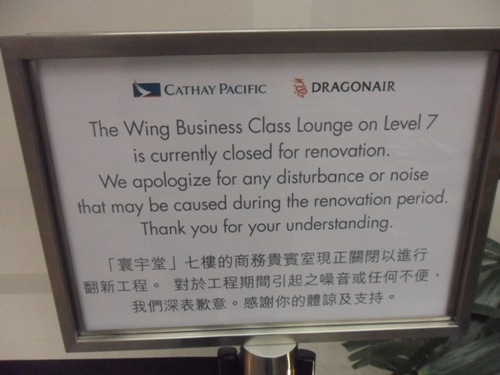 CATHAY PACIFIC DRAGONAIR
The Wing Business Class Lounge on Level 7
is currently closed for renovation.
We apologize for any disturbance or noise
that may be caused during the renovation period.
Thank you for your understanding.
「寰宇堂」七樓的商務貴賓室現正關閉以進行
翻新工程。 對於工程期間引起之噪音或任何不便，
我們深表歉意。感謝你的體諒及支持。